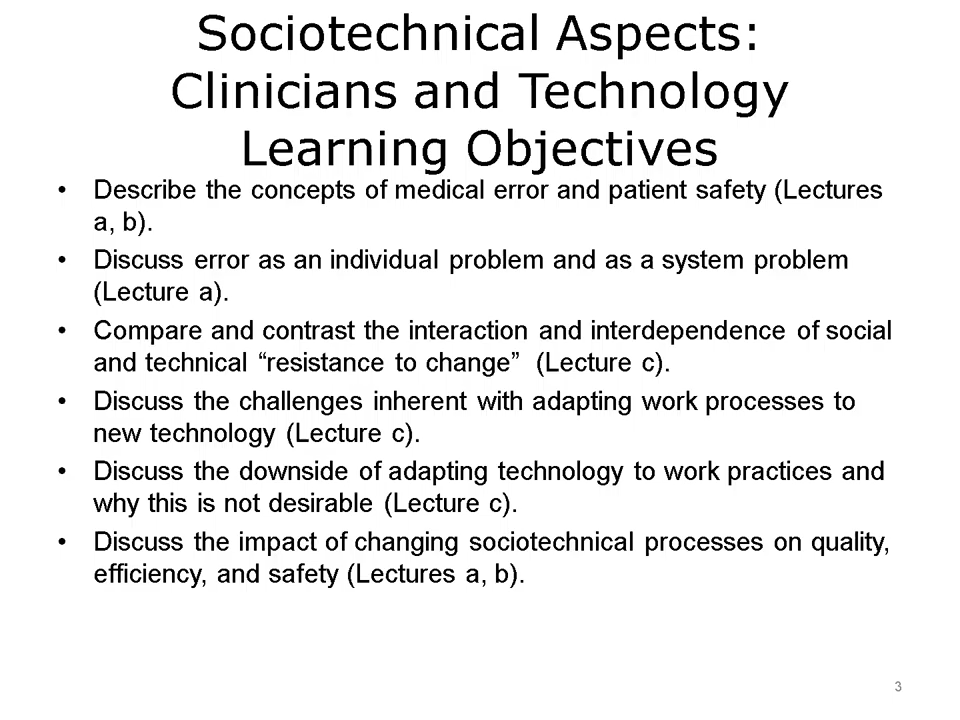 Sociotechnical Aspects:
Clinicians and Technology
Learning Objectives
• Describe the concepts of medical error and patient safety (Lectures
a, b).
• Discuss error as an individual problem and as a system problem
(Lecture a).
• Compare and contrast the interaction and interdependence of social
and technical “resistance to change”  (Lecture c).
• Discuss the challenges inherent with adapting work processes to
new technology (Lecture c).
• Discuss the downside of adapting technology to work practices and
why this is not desirable (Lecture c).
• Discuss the impact of changing sociotechnical processes on quality,
efficiency, and safety (Lectures a, b).
3